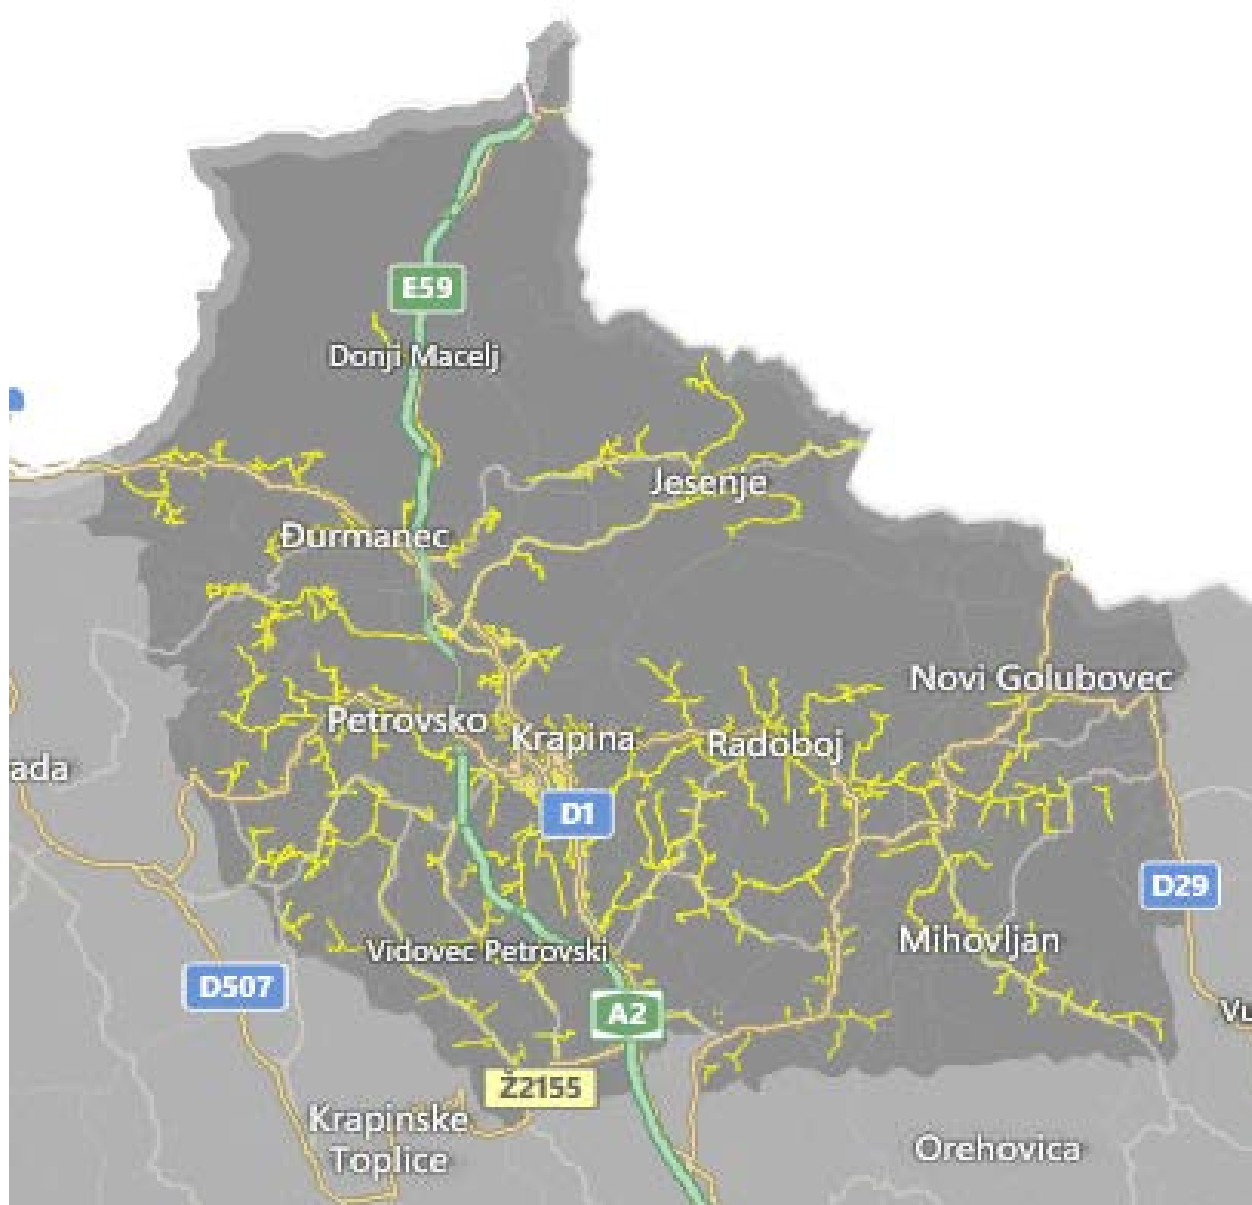 E59
Donji Macelj
Jesenje
Đurmanec
Novi Golubovec
Petrovsko
Krapina
Radoboj
ada
D1
D29
Mihovljan
Vidovec Petrovski
D507
A2
Vu
Ž2155
Krapinske
Toplice
Orehovica